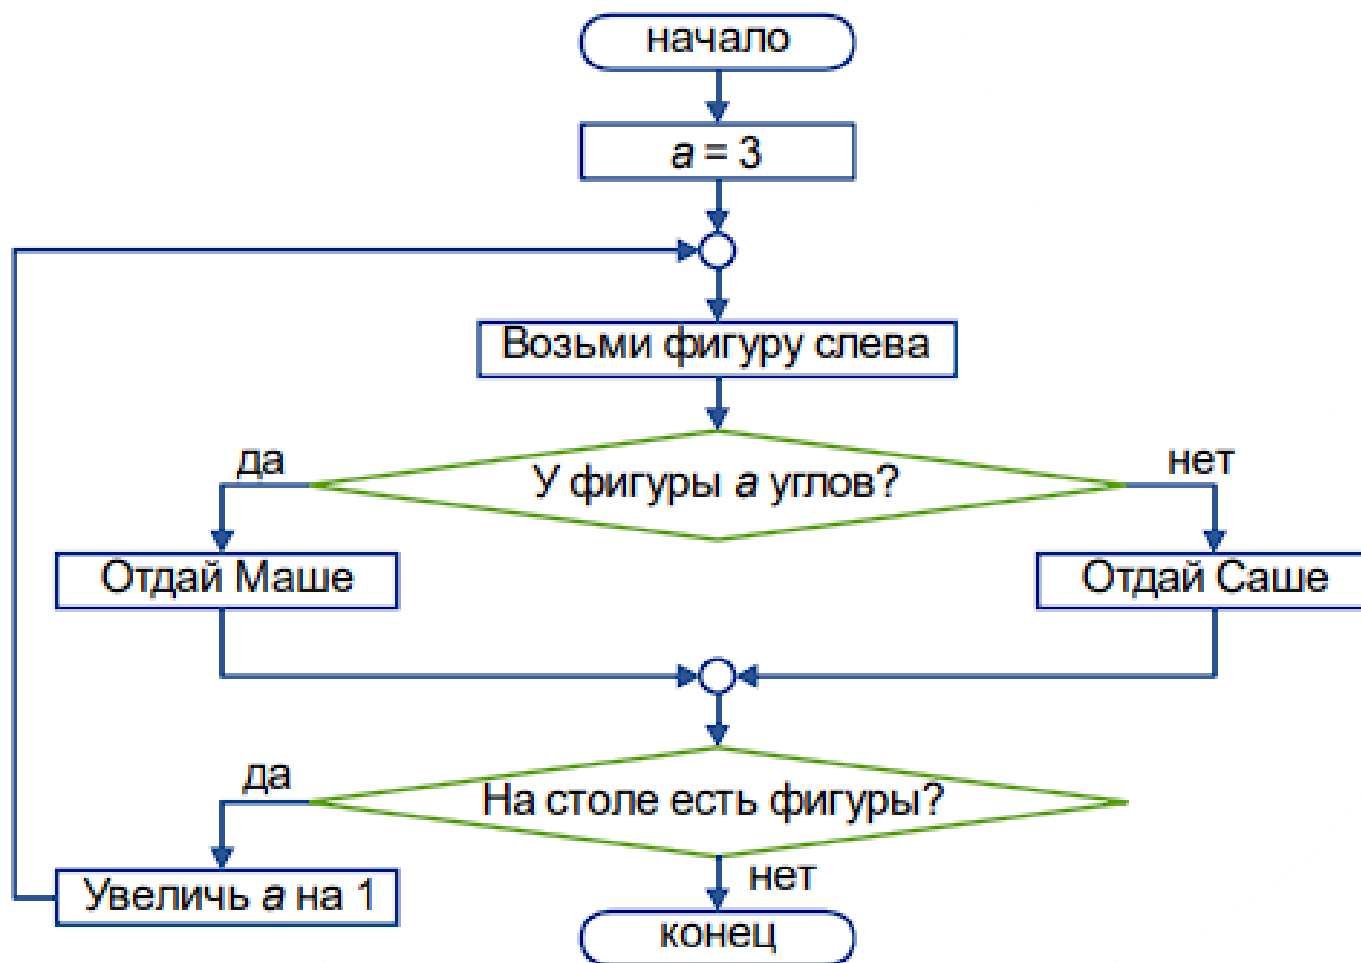 начало
a = 3
Возьми фигуру слева
да
нет
У фигуры a углов?
Отдай Маше
Отдай Саше
да
На столе есть фигуры?
нет
Увеличь a на 1
конец